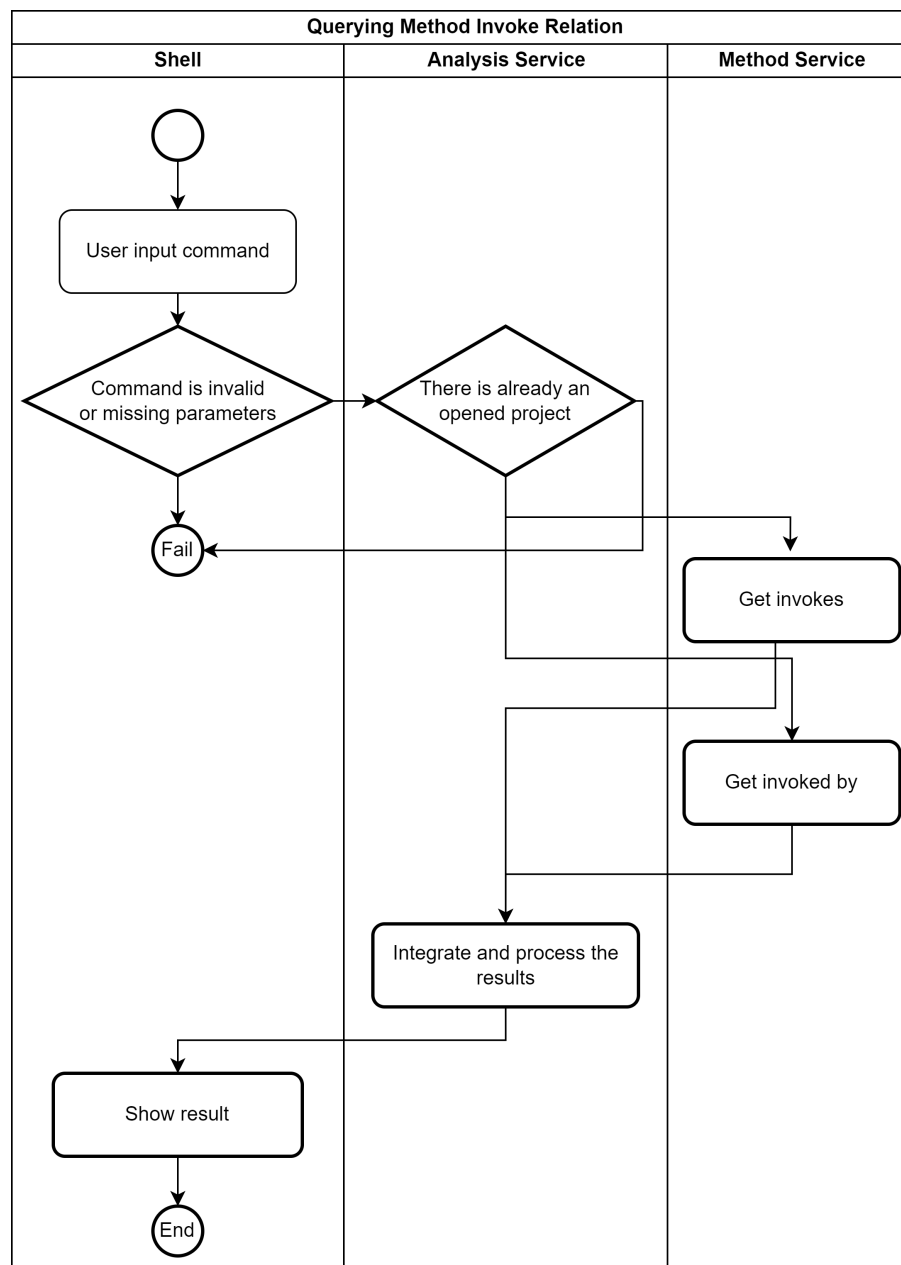 Querying Method Invoke Relation
Shell
Analysis Service
Method Service
User input command
Command is invalid
or missing parameters
There is already an
opened project
Fail
Get invokes
Get invoked by
Integrate and process the
results
Show result
End